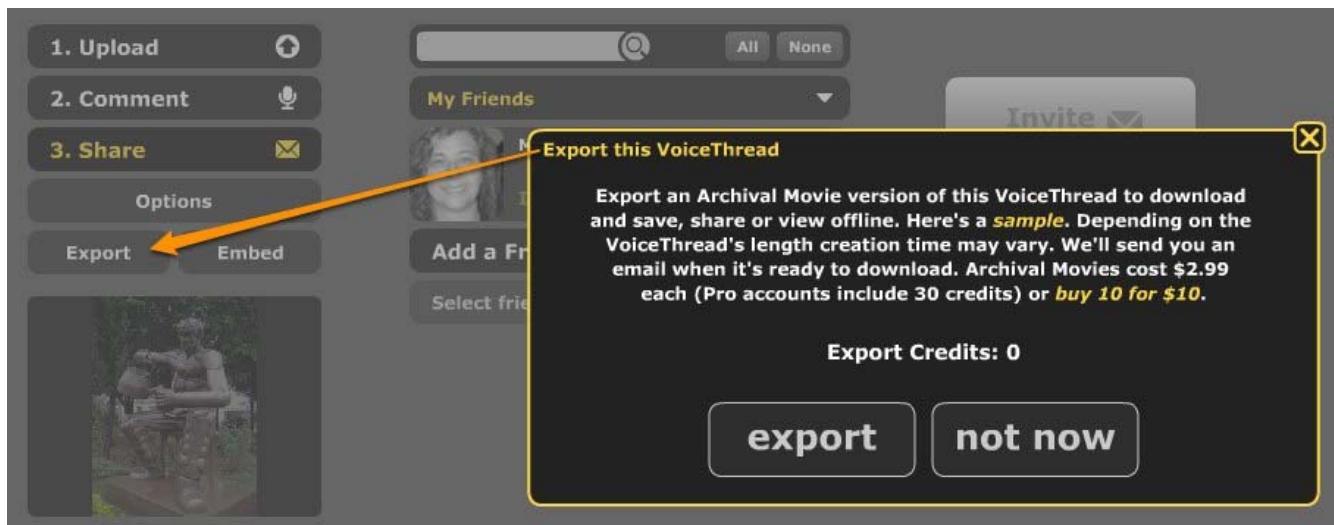 1. Upload
2. Comment
3. Share
Options
Export
Embed
All
None
My Friends
Invite
Add a Fr
Select frie
Export this VoiceThread
Export an Archival Movie version of this VoiceThread to download
and save, share or view offline. Here's a sample. Depending on the
VoiceThread's length creation time may vary. We'll send you an
email when it's ready to download. Archival Movies cost $2.99
each (Pro accounts include 30 credits) or buy 10 for $10.
Export Credits: 0
export
not now